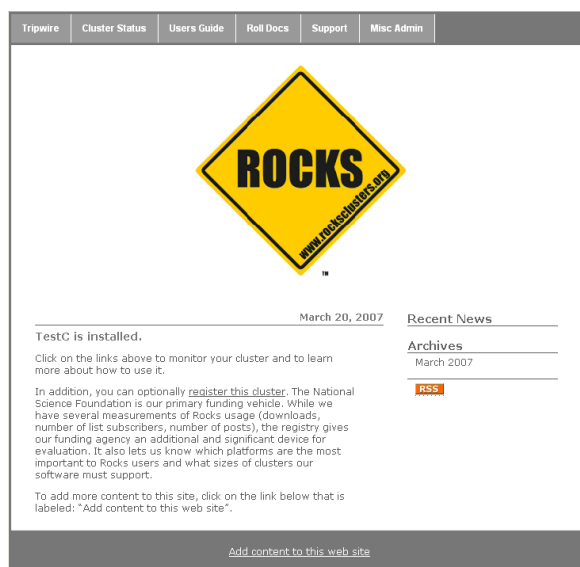 Tripwire Cluster Status Users Guide Roll Docs Support Misc Admin
ROCKS
www.rocksclusters.org
TM
March 20, 2007
TestC is installed.
Click on the links above to monitor your cluster and to learn
more about how to use it.
In addition, you can optionally register this cluster. The National
Science Foundation is our primary funding vehicle. While we
have several measurements of Rocks usage (downloads,
number of list subscribers, number of posts), the registry gives
our funding agency an additional and significant device for
evaluation. It also lets us know which platforms are the most
important to Rocks users and what sizes of clusters our
software must support.
To add more content to this site, click on the link below that is
labeled: “Add content to this web site”.
Recent News
Archives
March 2007
RSS
Add content to this web site